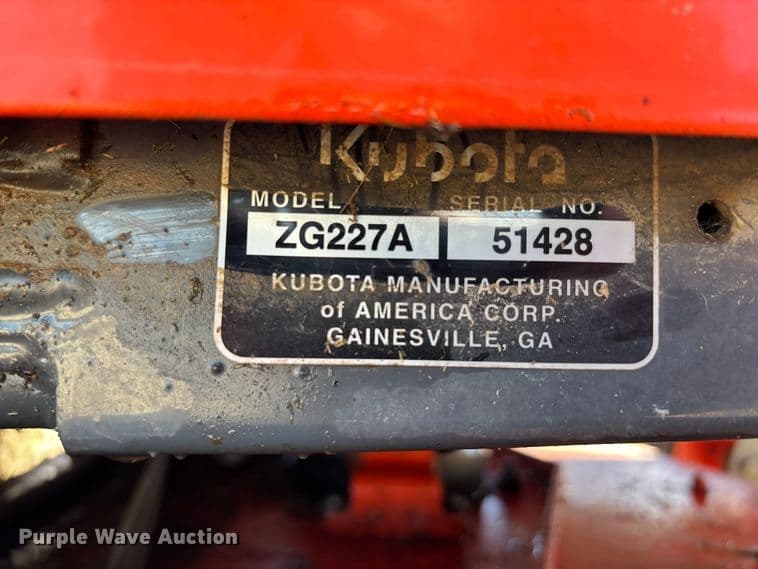 Kubota
MODEL SERIAL NO.
ZG227A 51428
KUBOTA MANUFACTURING
of AMERICA CORP.
GAINESVILLE, GA
Purple Wave Auction